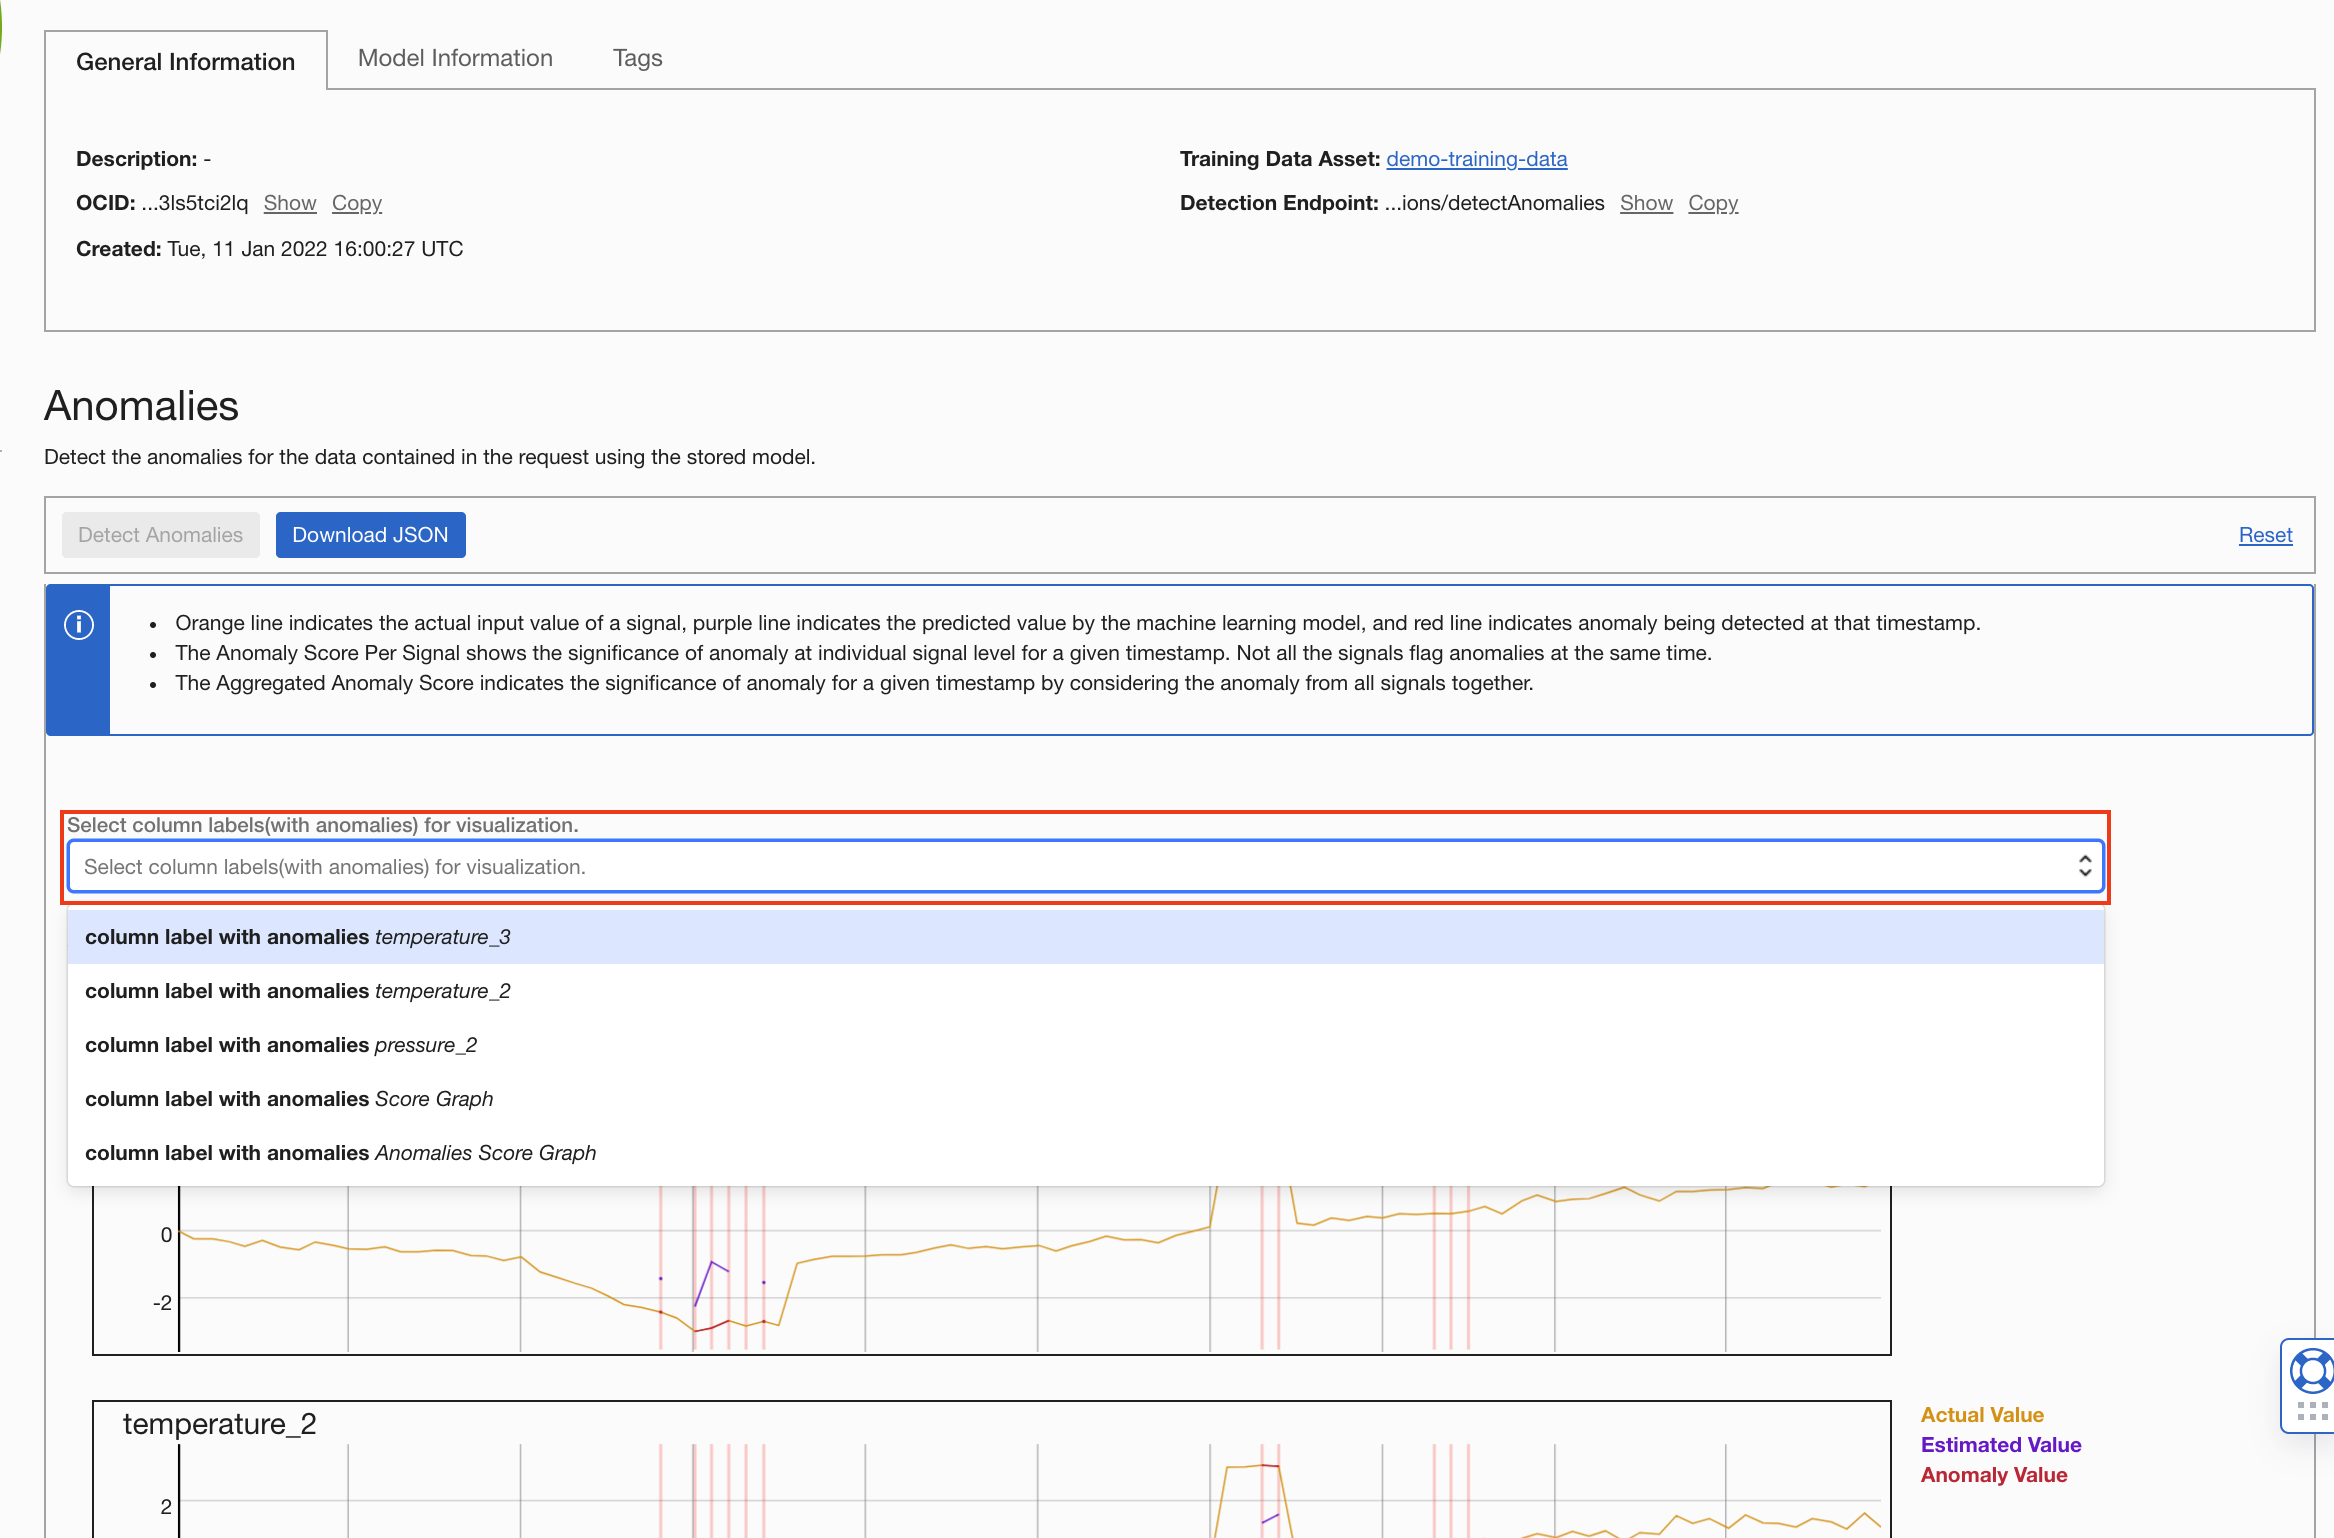 General Information
Model Information
Tags
Description: -
Training Data Asset: demo-training-data
OCID: ...3ls5tci2lq Show Copy
Detection Endpoint: ...ions/detectAnomalies Show Copy
Created: Tue, 11 Jan 2022 16:00:27 UTC
Anomalies
Detect the anomalies for the data contained in the request using the stored model.
Detect Anomalies
Download JSON
Reset
• Orange line indicates the actual input value of a signal, purple line indicates the predicted value by the machine learning model, and red line indicates anomaly being detected at that timestamp.
• The Anomaly Score Per Signal shows the significance of anomaly at individual signal level for a given timestamp. Not all the signals flag anomalies at the same time.
• The Aggregated Anomaly Score indicates the significance of anomaly for a given timestamp by considering the anomaly from all signals together.
Select column labels(with anomalies) for visualization.
Select column labels(with anomalies) for visualization.
column label with anomalies temperature_3
column label with anomalies temperature_2
column label with anomalies pressure_2
column label with anomalies Score Graph
column label with anomalies Anomalies Score Graph
0
-2
temperature_2
Actual Value
Estimated Value
Anomaly Value
2